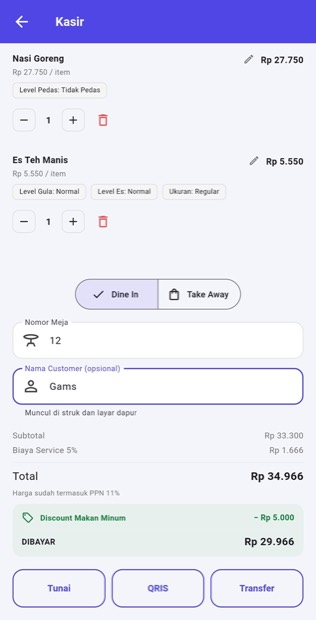 Kasir
Nasi Goreng
Rp 27.750
Rp 27.750 / item
Level Pedas: Tidak Pedas
1
Es Teh Manis
Rp 5.550
Rp 5.550 / item
Level Gula: Normal
Level Es: Normal
Ukuran: Regular
1
Dine In
Take Away
Nomor Meja
12
Nama Customer (opsional)
Gams
Muncul di struk dan layar dapur
Subtotal
Rp 33.300
Biaya Service 5%
Rp 1.666
Total
Rp 34.966
Harga sudah termasuk PPN 11%
Discount Makan Minum
− Rp 5.000
DIBAYAR
Rp 29.966
Tunai
QRIS
Transfer